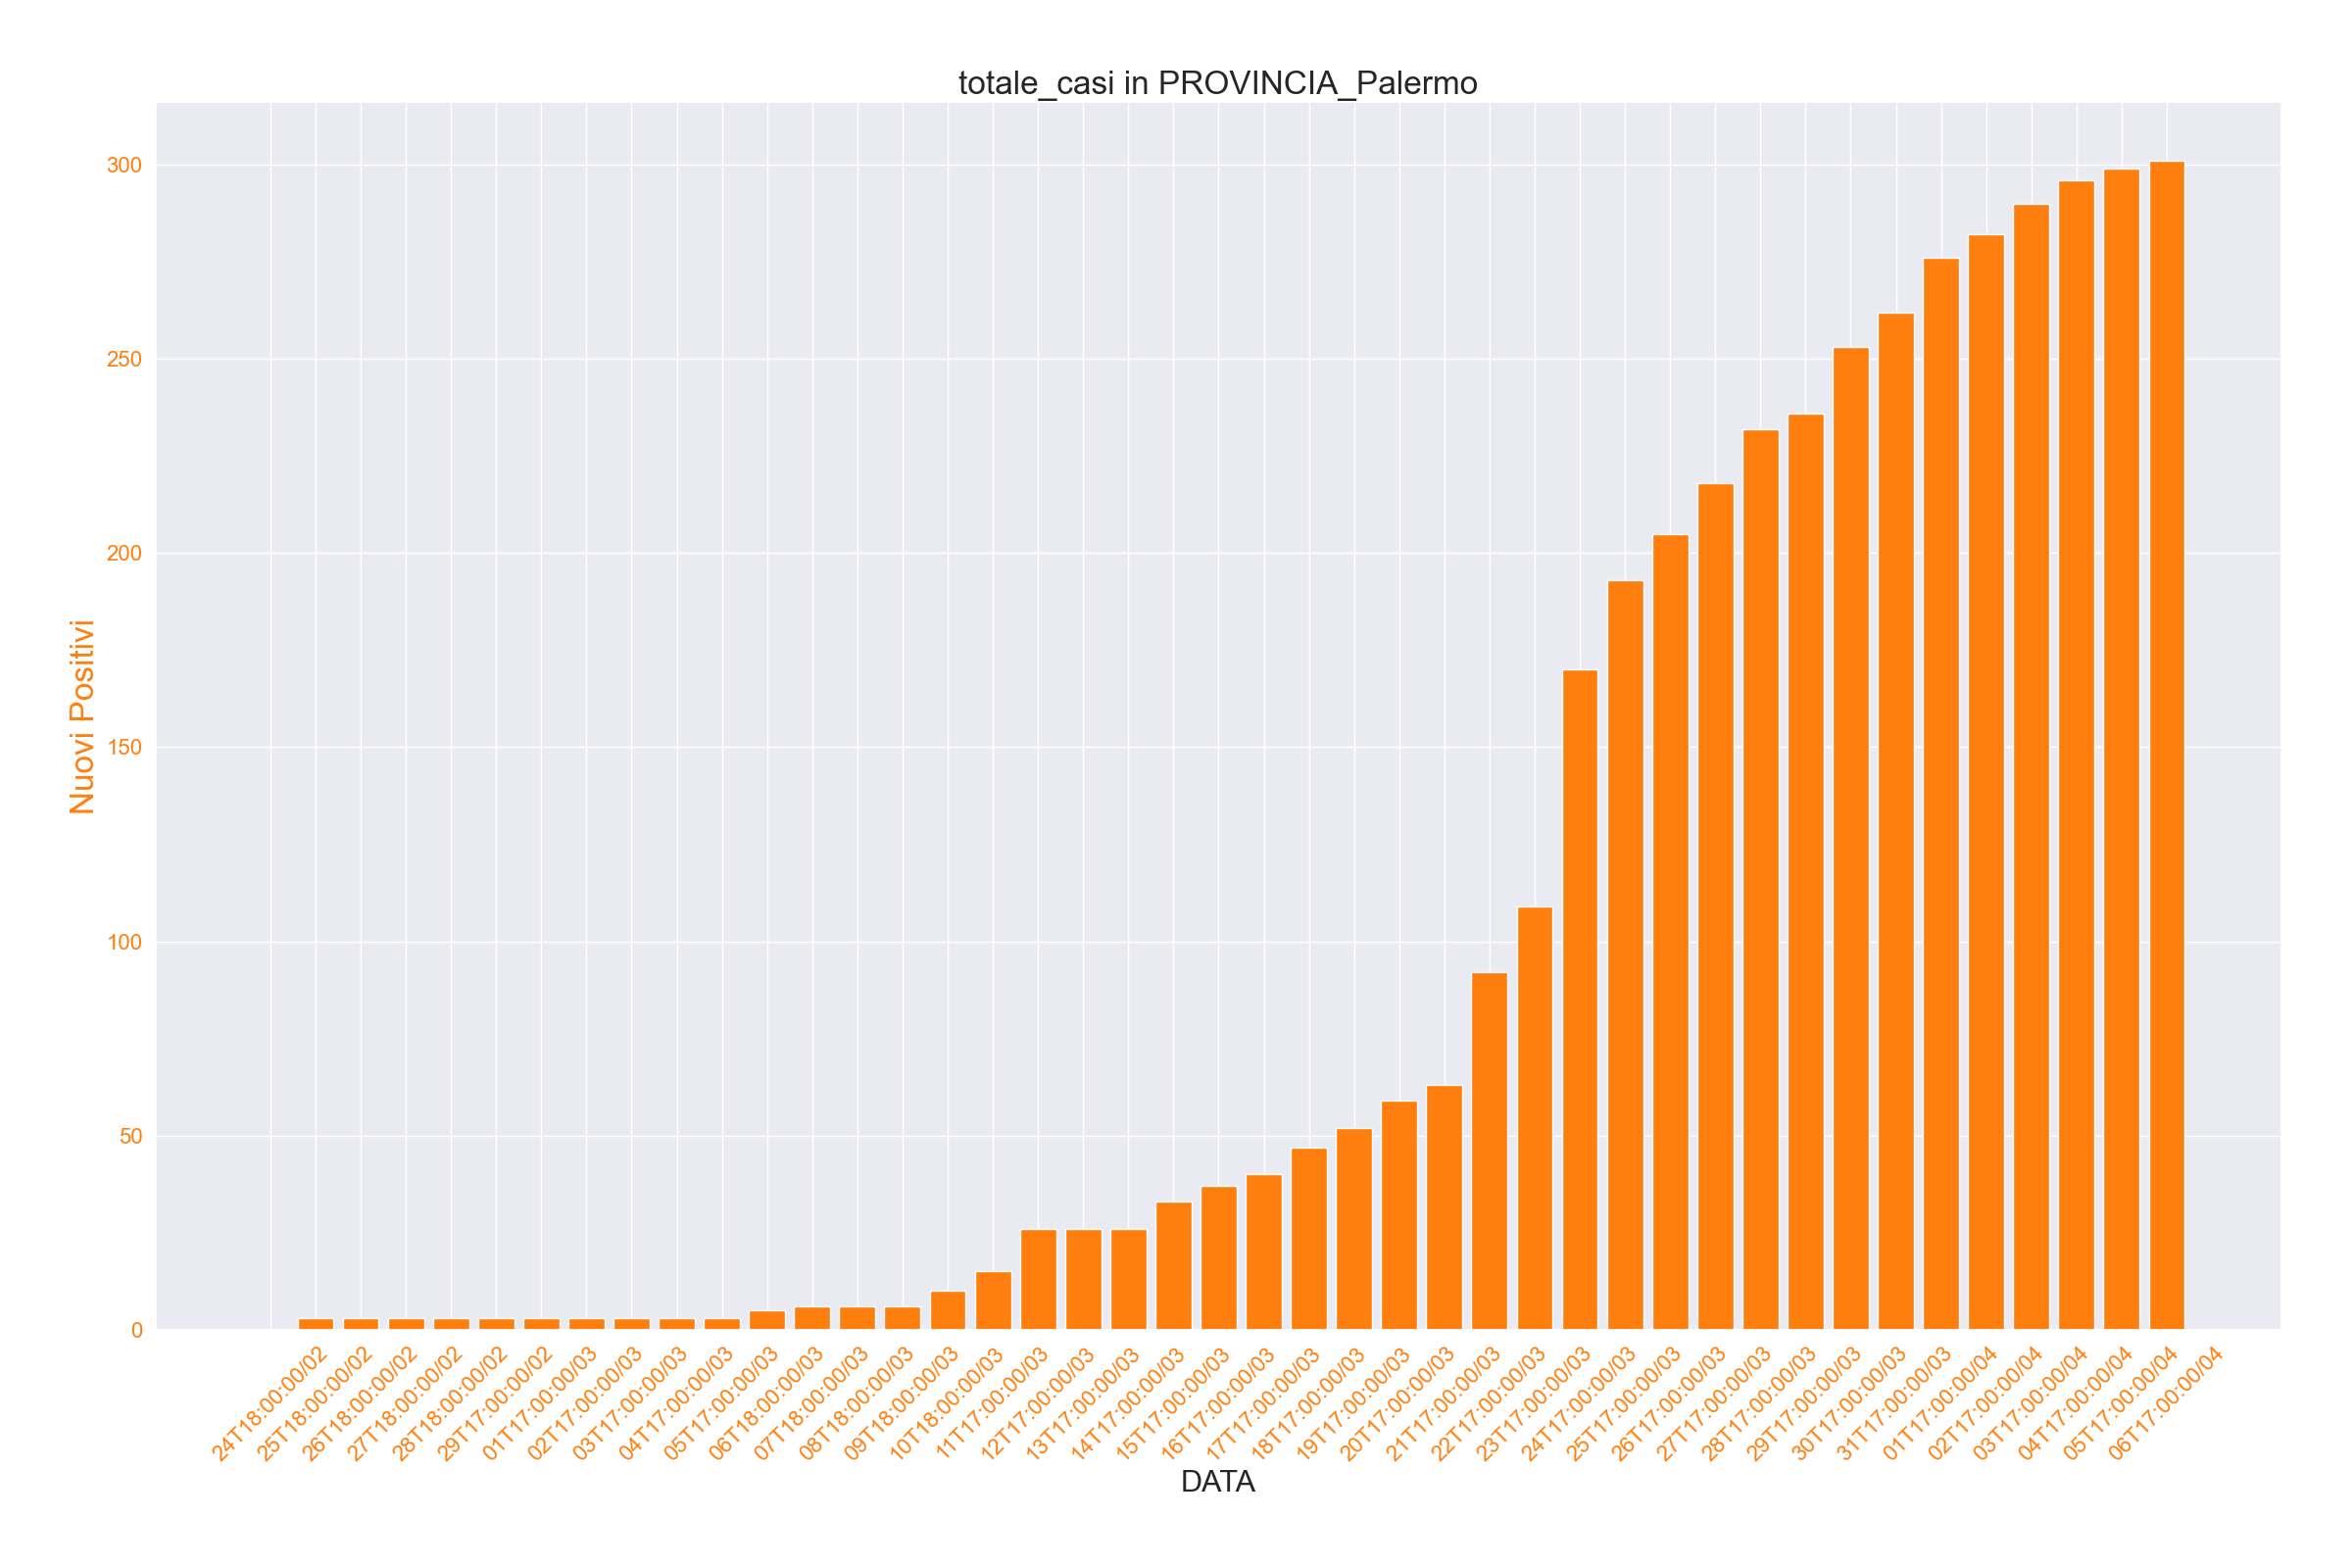 totale_casi in PROVINCIA_Palermo
300
250
200
150
100
50
0
Nuovi Positivi
24T18:00:00/02
25T18:00:00/02
26T18:00:00/02
27T18:00:00/02
28T18:00:00/02
29T17:00:00/02
01T17:00:00/03
02T17:00:00/03
03T17:00:00/03
04T17:00:00/03
05T17:00:00/03
06T18:00:00/03
07T18:00:00/03
08T18:00:00/03
09T18:00:00/03
10T18:00:00/03
11T17:00:00/03
12T17:00:00/03
13T17:00:00/03
14T17:00:00/03
15T17:00:00/03
16T17:00:00/03
17T17:00:00/03
18T17:00:00/03
19T17:00:00/03
20T17:00:00/03
21T17:00:00/03
22T17:00:00/03
23T17:00:00/03
24T17:00:00/03
25T17:00:00/03
26T17:00:00/03
27T17:00:00/03
28T17:00:00/03
29T17:00:00/03
30T17:00:00/03
31T17:00:00/03
01T17:00:00/04
02T17:00:00/04
03T17:00:00/04
04T17:00:00/04
05T17:00:00/04
06T17:00:00/04
DATA